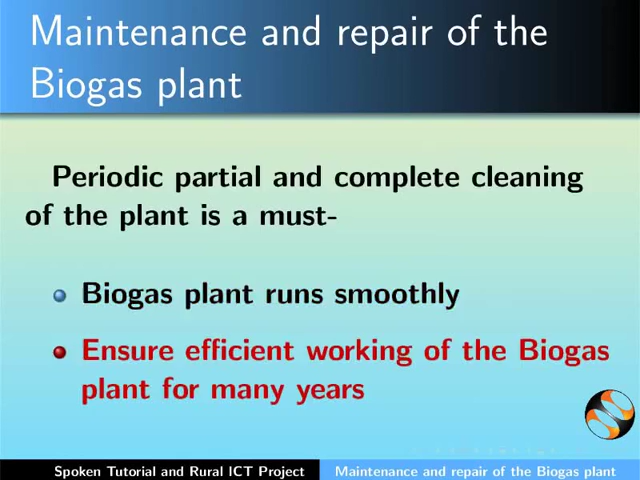 Maintenance and repair of the
Biogas plant
Periodic partial and complete cleaning
of the plant is a must-
Biogas plant runs smoothly
Ensure efficient working of the Biogas
plant for many years
Spoken Tutorial and Rural ICT Project
Maintenance and repair of the Biogas plant